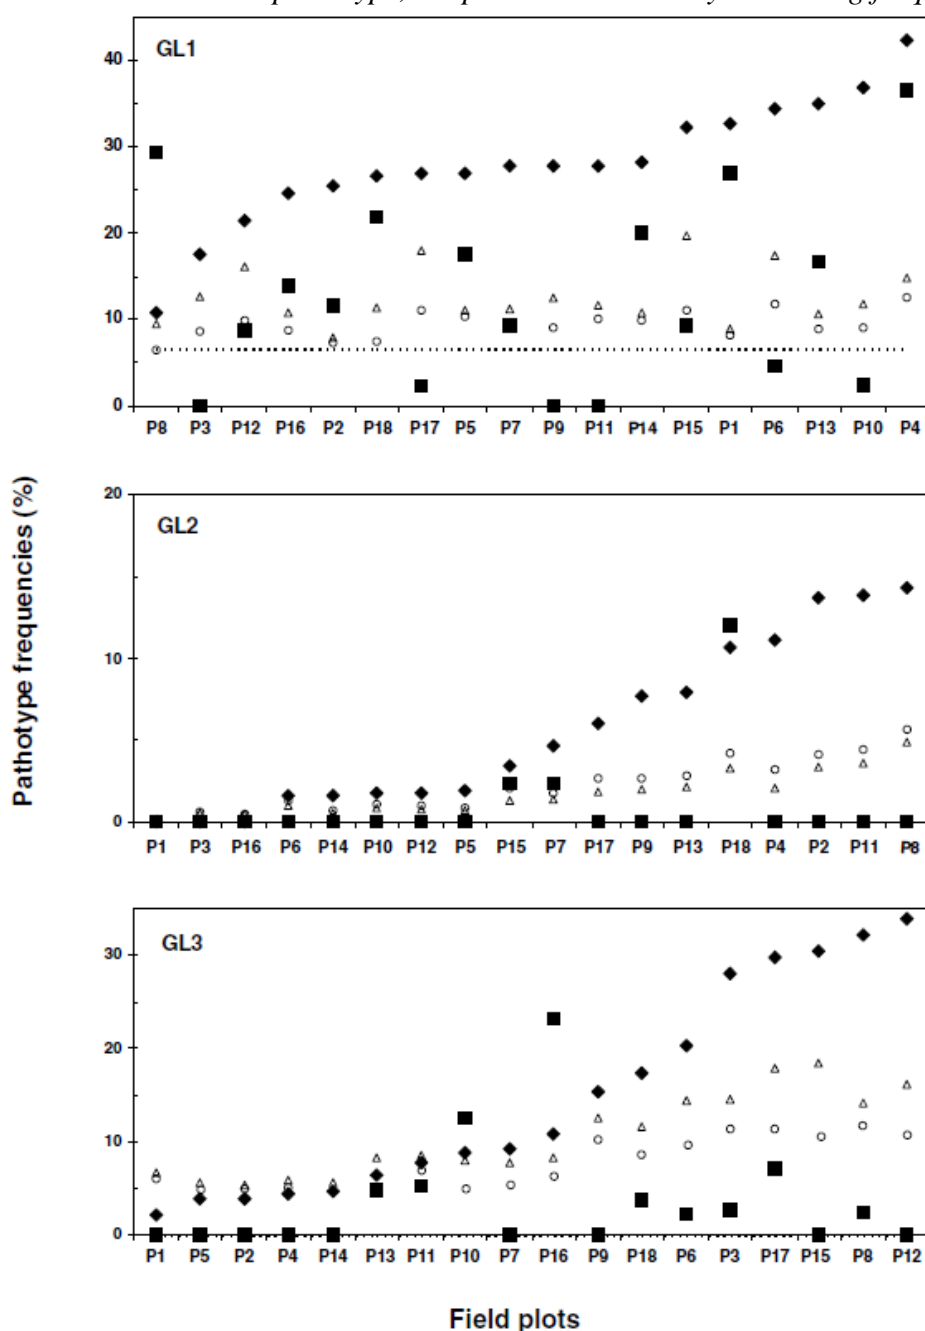 GL1
40
30
20
10
0
P8 P3 P12 P16 P2 P18 P17 P5 P7 P9 P11 P14 P15 P1 P6 P13 P10 P4
Pathotype frequencies (%)
20
GL2
10
0
P1 P3 P16 P6 P14 P10 P12 P5 P15 P7 P17 P9 P13 P18 P4 P2 P11 P8
GL3
30
20
10
0
P1 P5 P2 P4 P14 P13 P11 P10 P7 P16 P9 P18 P6 P3 P17 P15 P8 P12
Field plots